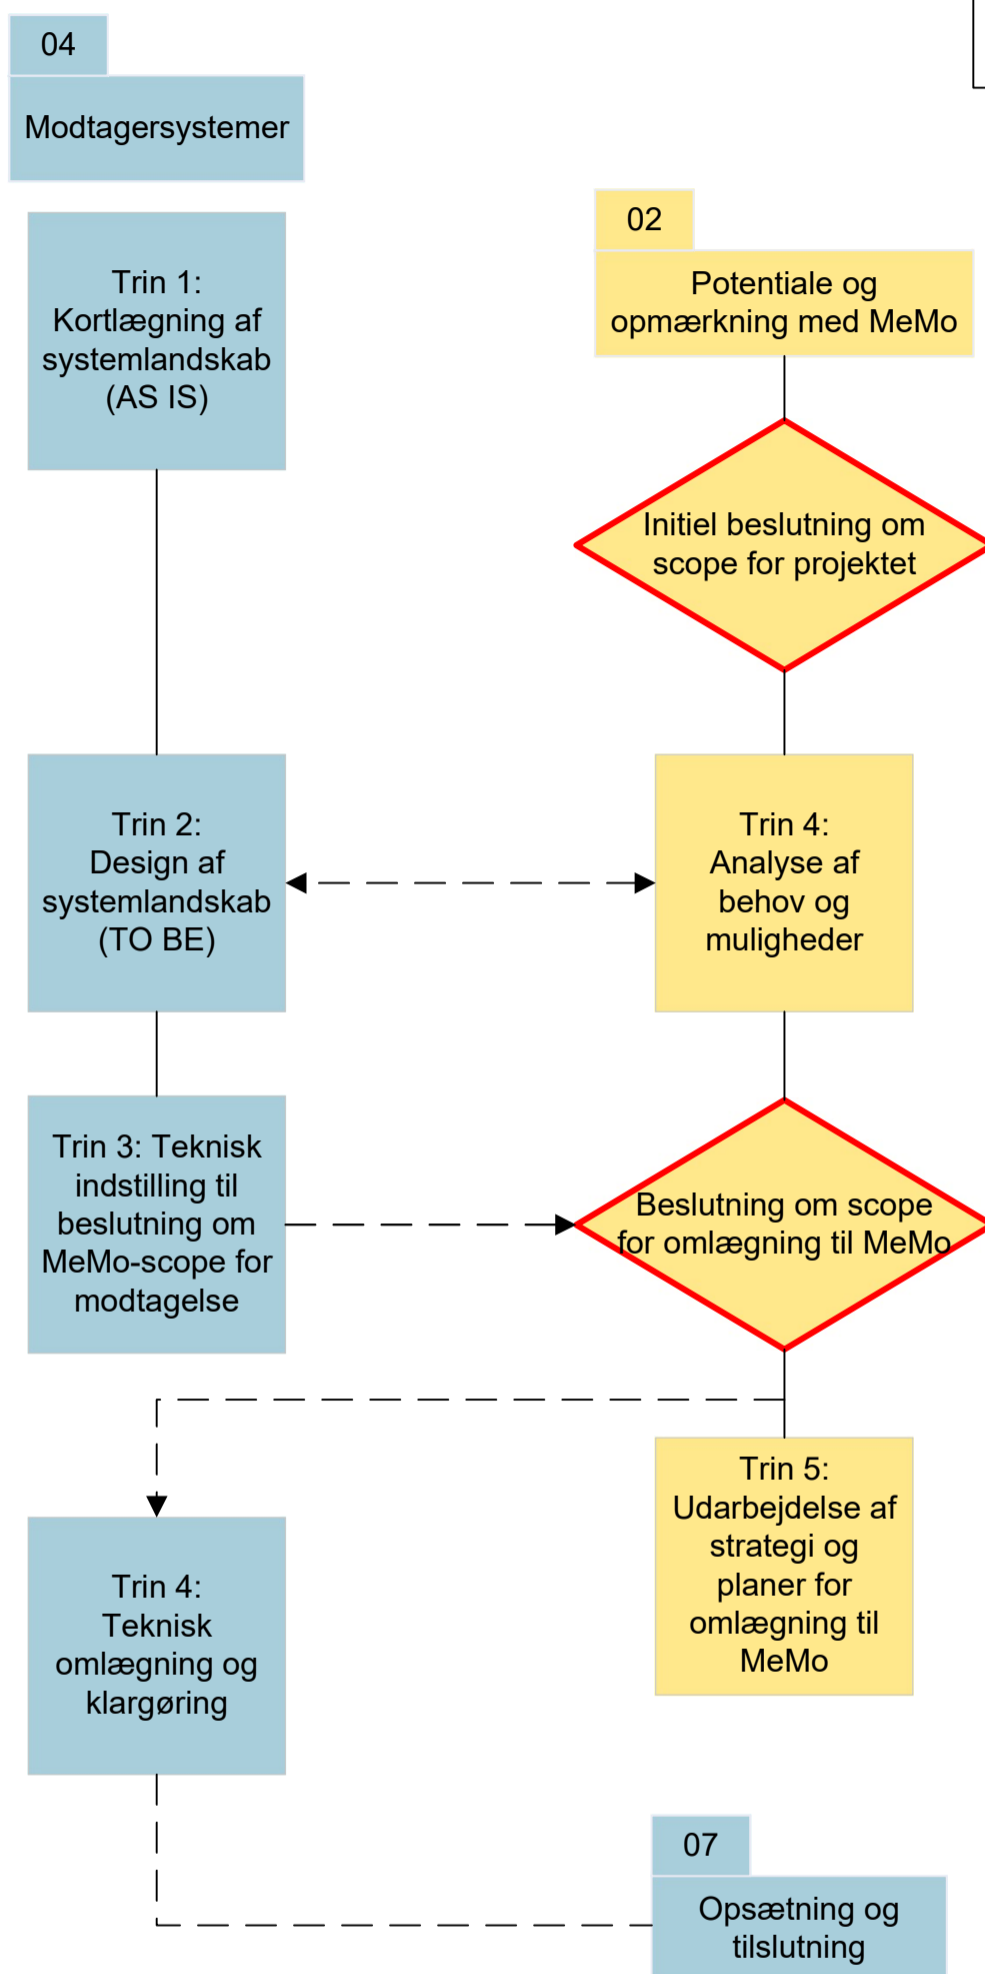 04
Modtagersystemer
Trin 1:
Kortlægning af
systemlandskab
(AS IS)
02
Potentiale og
opmærkning med MeMo
Initiel beslutning om
scope for projektet
Trin 2:
Design af
systemlandskab
(TO BE)
Trin 4:
Analyse af
behov og
muligheder
Trin 3: Teknisk
indstilling til
beslutning om
MeMo-scope for
modtagelse
Beslutning om scope
for omlægning til MeMo
Trin 5:
Udarbejdelse af
strategi og
planer for
omlægning til
MeMo
Trin 4:
Teknisk
omlægning og
klargøring
07
Opsætning og
tilslutning